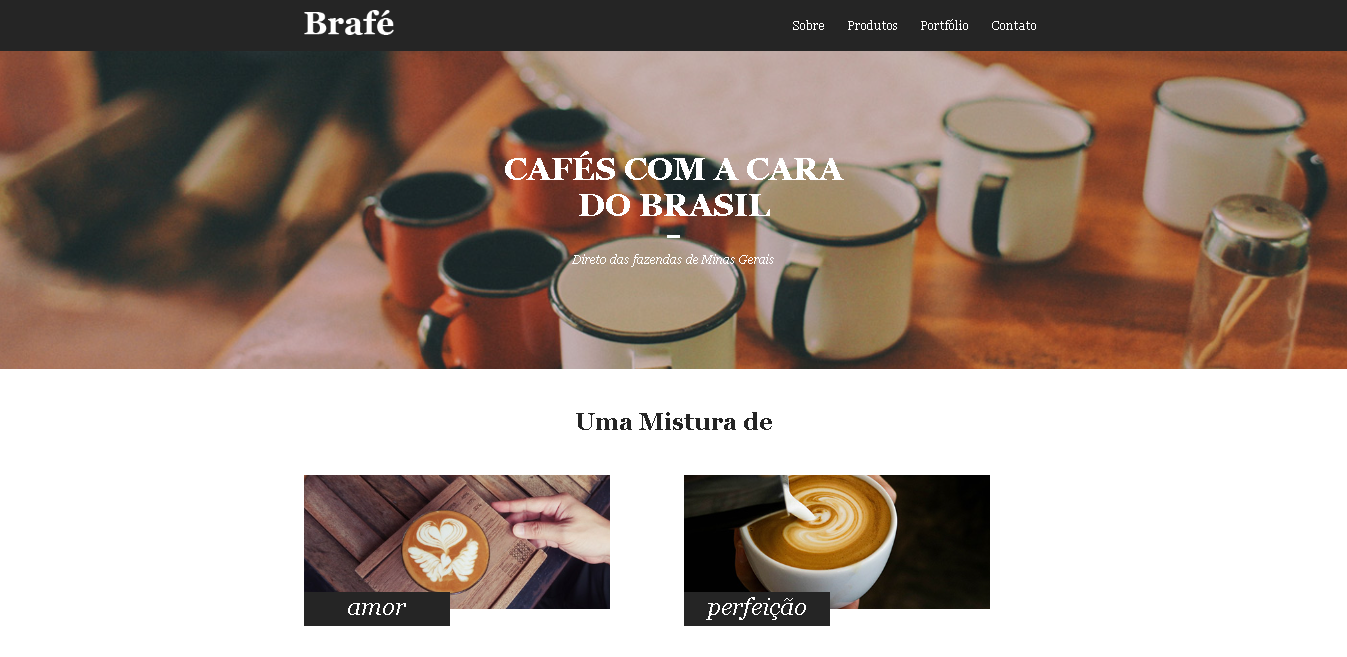 Brafé
Sobre Produtos Portfólio Contato
CAFÉS COM A CARA
DO BRASIL
Direto das fazendas de Minas Gerais
Uma Mistura de
amor
perfeição